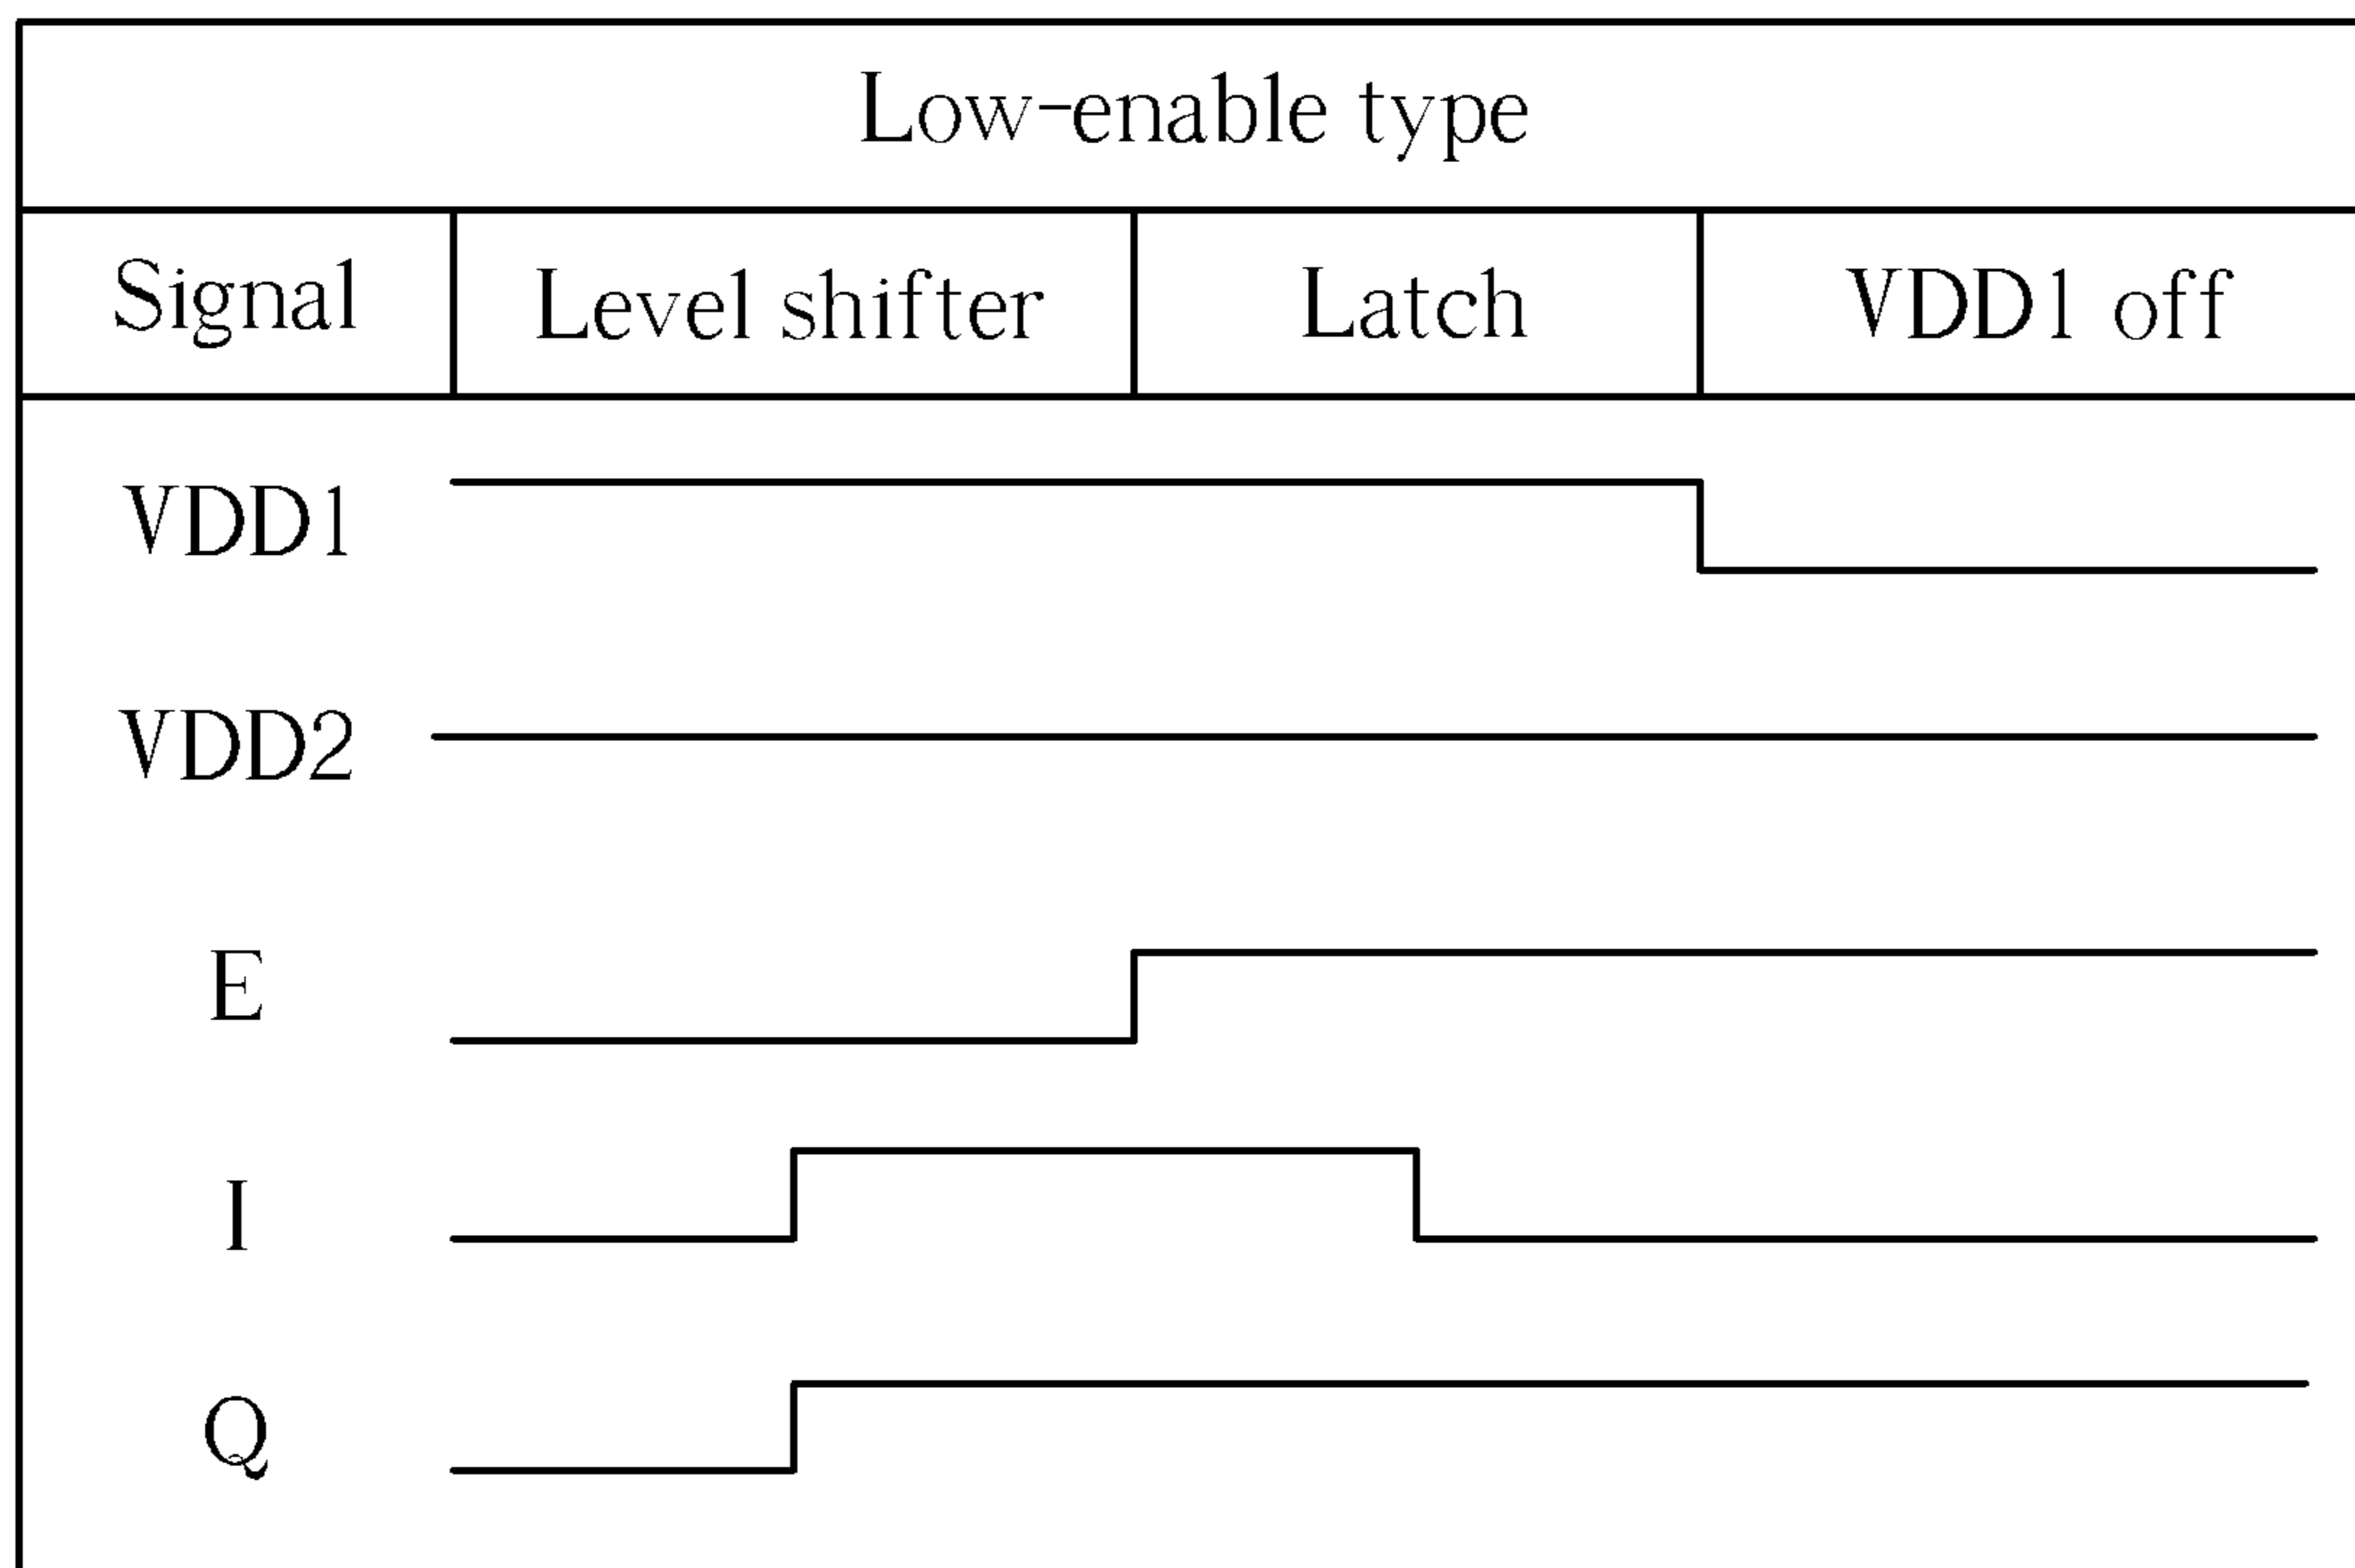 Low-enable type
Signal Level shifter Latch VDD1 off
VDD1
VDD2
E
I
Q